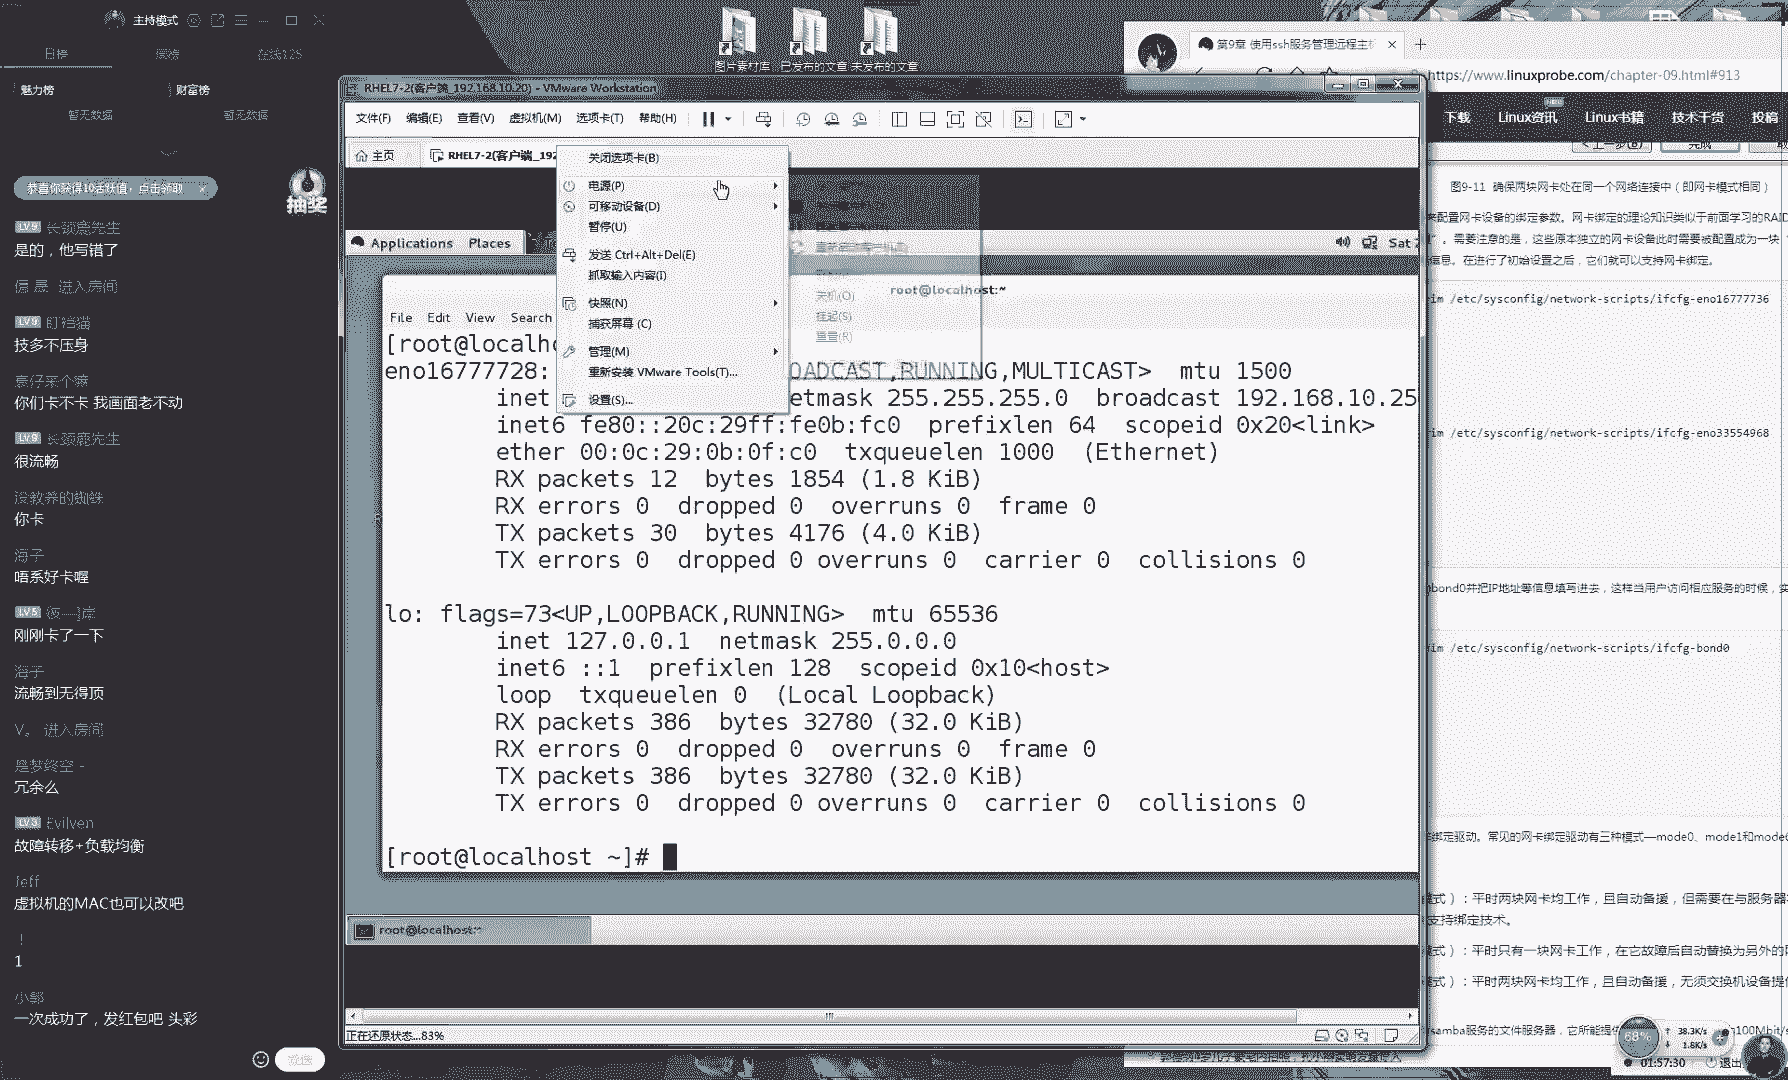 主持模式
日榜
在线125
魅力榜
财富榜
暂无数据
暂无数据
恭喜你获得10活跃值，点击领取
抽奖
LV9 长颈鹿先生
是的，他写错了
进入房间
技多不压身
你们卡不卡 我画面老不动
LV9 长颈鹿先生
很流畅
没教养的蜘蛛
你卡
海子
唔系好卡喔
刚刚卡了一下
海子
流畅到无得顶
V。 进入房间
是梦终空 -
冗余么
Evilven
故障转移+负载均衡
Jeff
虚拟机的MAC也可以改吧
！
1
小郭
一次成功了，发红包吧 头彩
发送
图片素材库
已发布的文章
未发布的文章
RHEL7-2(客户端_192.168.10.20) - VMware Workstation
文件(F) 编辑(E) 查看(V) 虚拟机(M) 选项卡(T) 帮助(H)
主页
RHEL7-2(客户端_192
关闭选项卡(B)
电源(P)
可移动设备(D)
暂停(U)
发送 Ctrl+Alt+Del(E)
抓取输入内容(I)
快照(N)
捕获屏幕 (C)
管理(M)
重新安装 VMware Tools(T)...
设置(S)...
关机(O)
挂起(S)
重置(R)
Applications Places
Sat
root@localhost:~
File Edit View Search
[root@localh
eno16777728:
OADCAST,RUNNING,MULTICAST> mtu 1500
inet
etmask 255.255.255.0 broadcast 192.168.10.25
inet6 fe80::20c:29ff:fe0b:fc0 prefixlen 64 scopeid 0x20<link>
ether 00:0c:29:0b:0f:c0 txqueuelen 1000 (Ethernet)
RX packets 12 bytes 1854 (1.8 KiB)
RX errors 0 dropped 0 overruns 0 frame 0
TX packets 30 bytes 4176 (4.0 KiB)
TX errors 0 dropped 0 overruns 0 carrier 0 collisions 0
lo: flags=73<UP,LOOPBACK,RUNNING> mtu 65536
inet 127.0.0.1 netmask 255.0.0.0
inet6 ::1 prefixlen 128 scopeid 0x10<host>
loop txqueuelen 0 (Local Loopback)
RX packets 386 bytes 32780 (32.0 KiB)
RX errors 0 dropped 0 overruns 0 frame 0
TX packets 386 bytes 32780 (32.0 KiB)
TX errors 0 dropped 0 overruns 0 carrier 0 collisions 0
[root@localhost ~]#
root@localhost:~
正在还原状态...83%
第9章 使用ssh服务管理远程主机
https://www.linuxprobe.com/chapter-09.html#913
下载 Linux资讯 Linux书籍 技术干货 投稿
< 上一步(B) 完成
图9-11 确保两块网卡处在同一个网络连接中（即网卡模式相同）
配置网卡设备的绑定参数。网卡绑定的理论知识类似于前面学习的RAID
。需要注意的是，这些原本独立的网卡设备此时需要被配置成为一块
信息。在进行了初始设置之后，它们就可以支持网卡绑定。
im /etc/sysconfig/network-scripts/ifcfg-eno16777736
im /etc/sysconfig/network-scripts/ifcfg-eno33554968
bond0并把IP地址等信息填写进去，这样当用户访问相应服务的时候，实
im /etc/sysconfig/network-scripts/ifcfg-bond0
绑定驱动。常见的网卡绑定驱动有三种模式—mode0、mode1和mode6
式）：平时两块网卡均工作，且自动备援，但需要在与服务器本
支持绑定技术。
式）：平时只有一块网卡工作，在它故障后自动替换为另外的网
式）：平时两块网卡均工作，且自动备援，无须交换机设备提供
samba服务的文件服务器，它所能提供
100Mbit/s
68%
38.3K/s
1.8K/s
01:57:30
退出